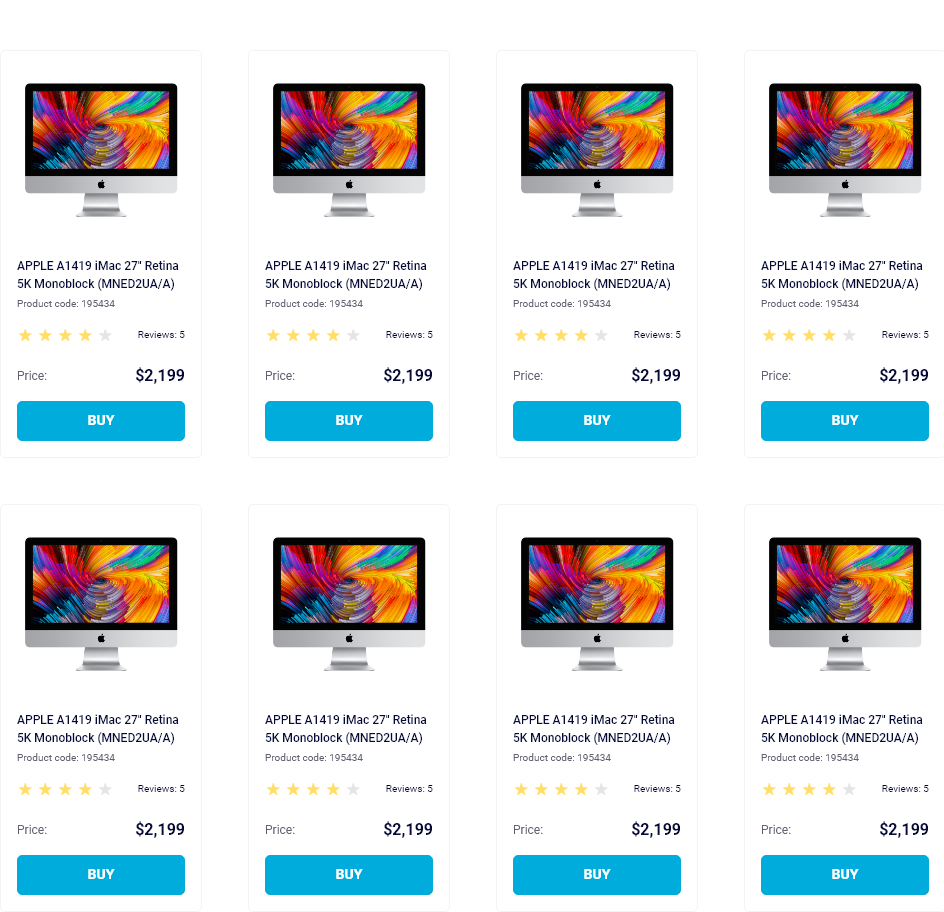 APPLE A1419 iMac 27" Retina
5K Monoblock (MNED2UA/A)
Product code: 195434
Reviews: 5
Price: $2,199
BUY
APPLE A1419 iMac 27" Retina
5K Monoblock (MNED2UA/A)
Product code: 195434
Reviews: 5
Price: $2,199
BUY
APPLE A1419 iMac 27" Retina
5K Monoblock (MNED2UA/A)
Product code: 195434
Reviews: 5
Price: $2,199
BUY
APPLE A1419 iMac 27" Retina
5K Monoblock (MNED2UA/A)
Product code: 195434
Reviews: 5
Price: $2,199
BUY
APPLE A1419 iMac 27" Retina
5K Monoblock (MNED2UA/A)
Product code: 195434
Reviews: 5
Price: $2,199
BUY
APPLE A1419 iMac 27" Retina
5K Monoblock (MNED2UA/A)
Product code: 195434
Reviews: 5
Price: $2,199
BUY
APPLE A1419 iMac 27" Retina
5K Monoblock (MNED2UA/A)
Product code: 195434
Reviews: 5
Price: $2,199
BUY
APPLE A1419 iMac 27" Retina
5K Monoblock (MNED2UA/A)
Product code: 195434
Reviews: 5
Price: $2,199
BUY